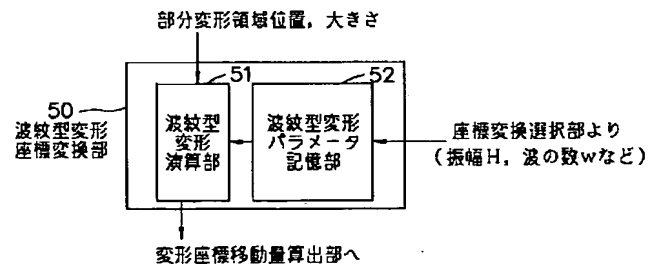 部分変形領域位置，大きさ
50
波紋型変形
座標変換部
51
波紋型
変形
演算部
52
波紋型変形
パラメータ
記憶部
座標変換選択部より
(振幅H，波の数wなど)
変形座標移動量算出部へ